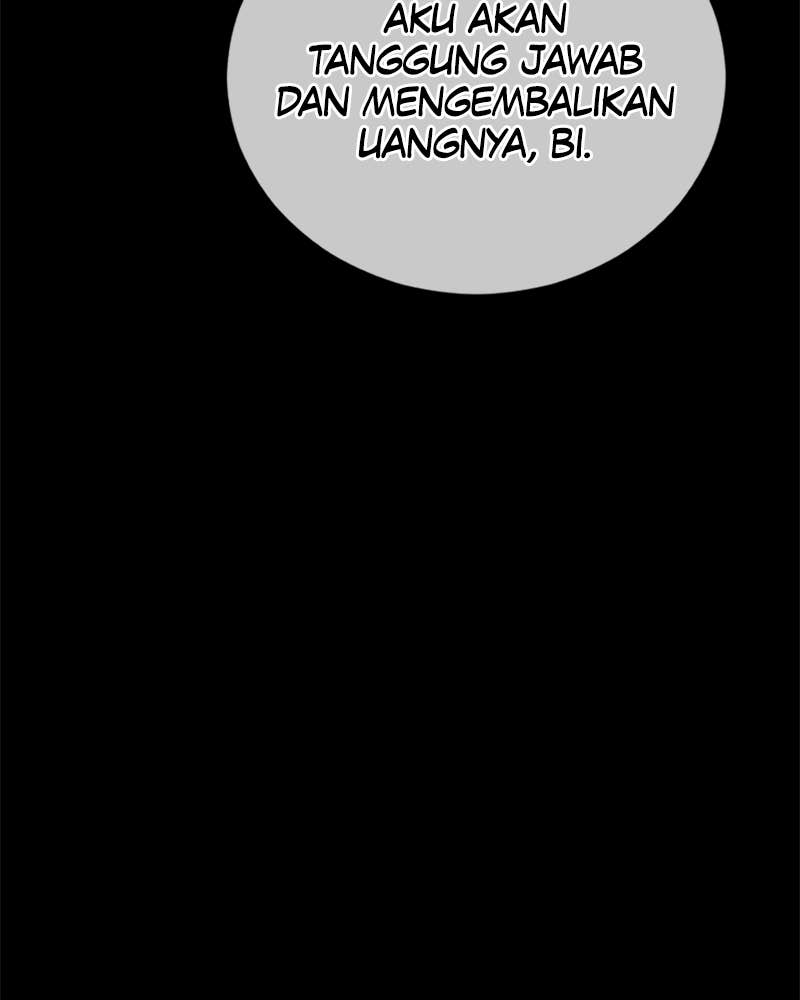 AKU AKAN
TANGGUNG JAWAB
DAN MENGEMBALIKAN
UANGNYA, BI.